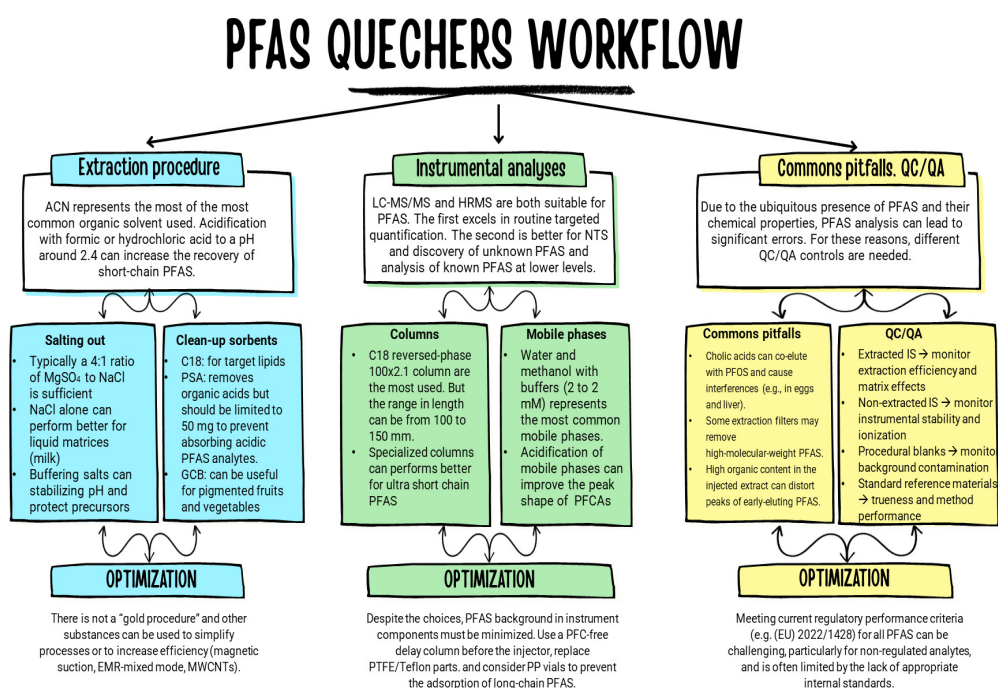 PFAS QUECHERS WORKFLOW
Extraction procedure
ACN represents the most of the most
common organic solvent used. Acidification
with formic or hydrochloric acid to a pH
around 2.4 can increase the recovery of
short-chain PFAS.
Salting out
• Typically a 4:1 ratio
of MgSO₄ to NaCl
is sufficient
• NaCl alone can
perform better for
liquid matrices
(milk)
• Buffering salts can
stabilizing pH and
protect precursors
Clean-up sorbents
• C18: for target lipids
• PSA: removes
organic acids but
should be limited to
50 mg to prevent
absorbing acidic
PFAS analytes.
• GCB: can be useful
for pigmented fruits
and vegetables
OPTIMIZATION
There is not a “gold procedure” and other
substances can be used to simplify
processes or to increase efficiency (magnetic
suction, EMR-mixed mode, MWCNTs).
Instrumental analyses
LC-MS/MS and HRMS are both suitable for
PFAS. The first excels in routine targeted
quantification. The second is better for NTS
and discovery of unknown PFAS and
analysis of known PFAS at lower levels.
Columns
• C18 reversed-phase
100x2.1 column are
the most used. But
the range in length
can be from 100 to
150 mm.
• Specialized columns
can performs better
for ultra short chain
PFAS
Mobile phases
• Water and
methanol with
buffers (2 to 2
mM) represents
the most common
mobile phases.
• Acidification of
mobile phases can
improve the peak
shape of PFCAs
OPTIMIZATION
Despite the choices, PFAS background in instrument
components must be minimized. Use a PFC-free
delay column before the injector, replace
PTFE/Teflon parts. and consider PP vials to prevent
the adsorption of long-chain PFAS.
Commons pitfalls. QC/QA
Due to the ubiquitous presence of PFAS and their
chemical properties, PFAS analysis can lead to
significant errors. For these reasons, different
QC/QA controls are needed.
Commons pitfalls
• Cholic acids can co-elute
with PFOS and cause
interferences (e.g., in eggs
and liver).
• Some extraction filters may
remove
high-molecular-weight PFAS.
• High organic content in the
injected extract can distort
peaks of early-eluting PFAS.
QC/QA
• Extracted IS → monitor
extraction efficiency and
matrix effects
• Non-extracted IS → monitor
instrumental stability and
ionization
• Procedural blanks → monitor
background contamination
• Standard reference materials
→ trueness and method
performance
OPTIMIZATION
Meeting current regulatory performance criteria
(e.g. (EU) 2022/1428) for all PFAS can be
challenging, particularly for non-regulated analytes,
and is often limited by the lack of appropriate
internal standards.